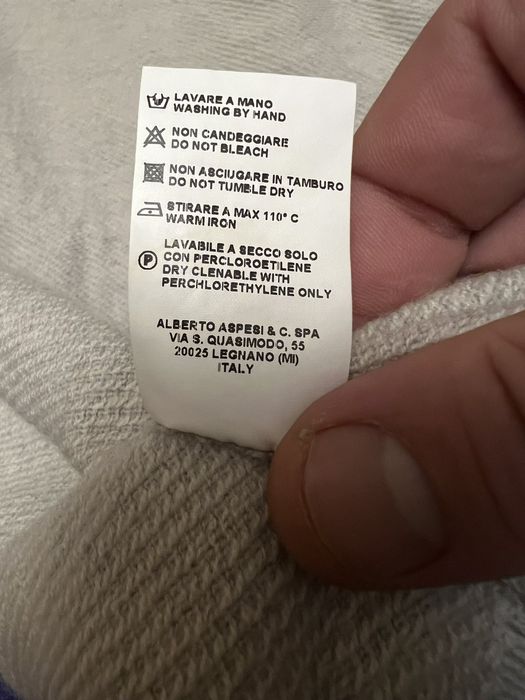 LAVARE A MANO
WASHING BY HAND
NON CANDEGGIARE
DO NOT BLEACH
NON ASCIUGARE IN TAMBURO
DO NOT TUMBLE DRY
STIRARE A MAX 110° C
WARM IRON
P
LAVABILE A SECCO SOLO
CON PERCLOROETILENE
DRY CLENABLE WITH
PERCHLORETHYLENE ONLY
ALBERTO ASPESI & C. SPA
VIA S. QUASIMODO, 55
20025 LEGNANO (MI)
ITALY